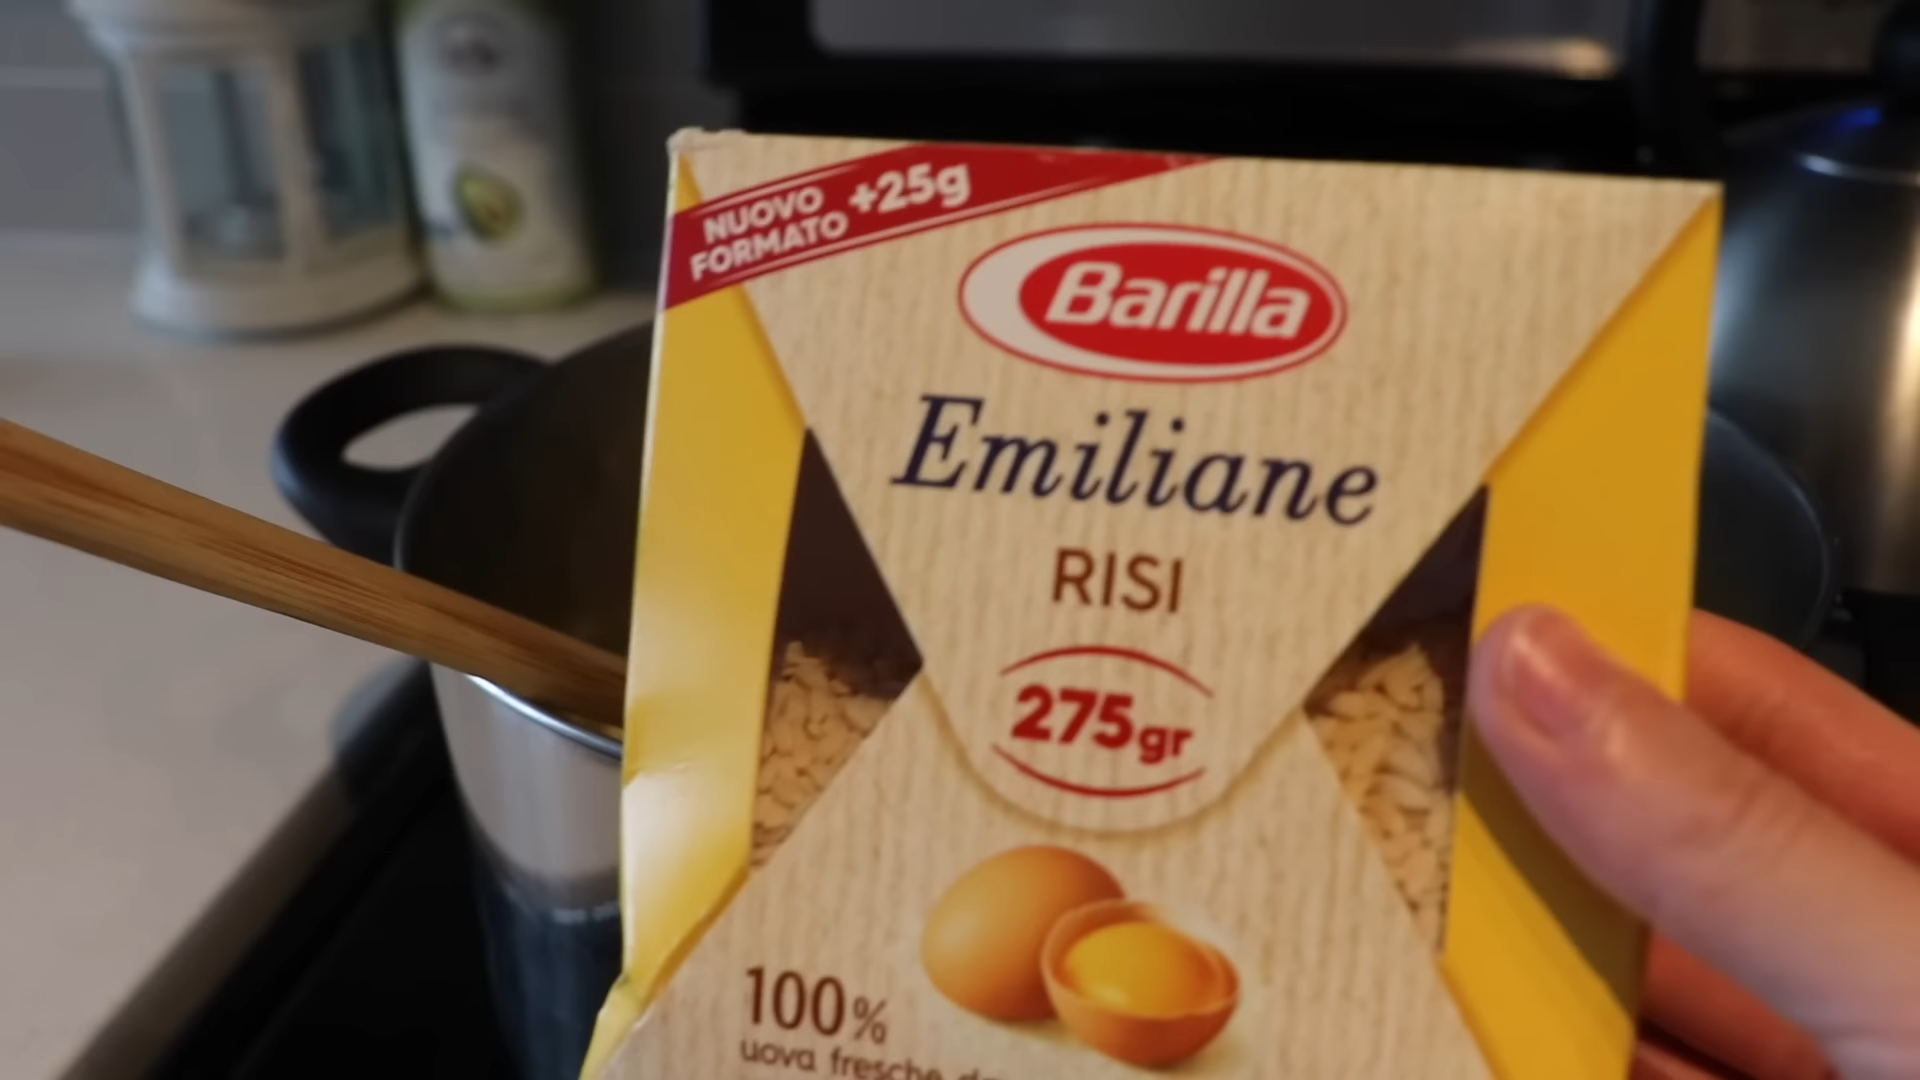 NUOVO
FORMATO +25g
Barilla
Emiliane
RISI
275gr
100%
uova fresche